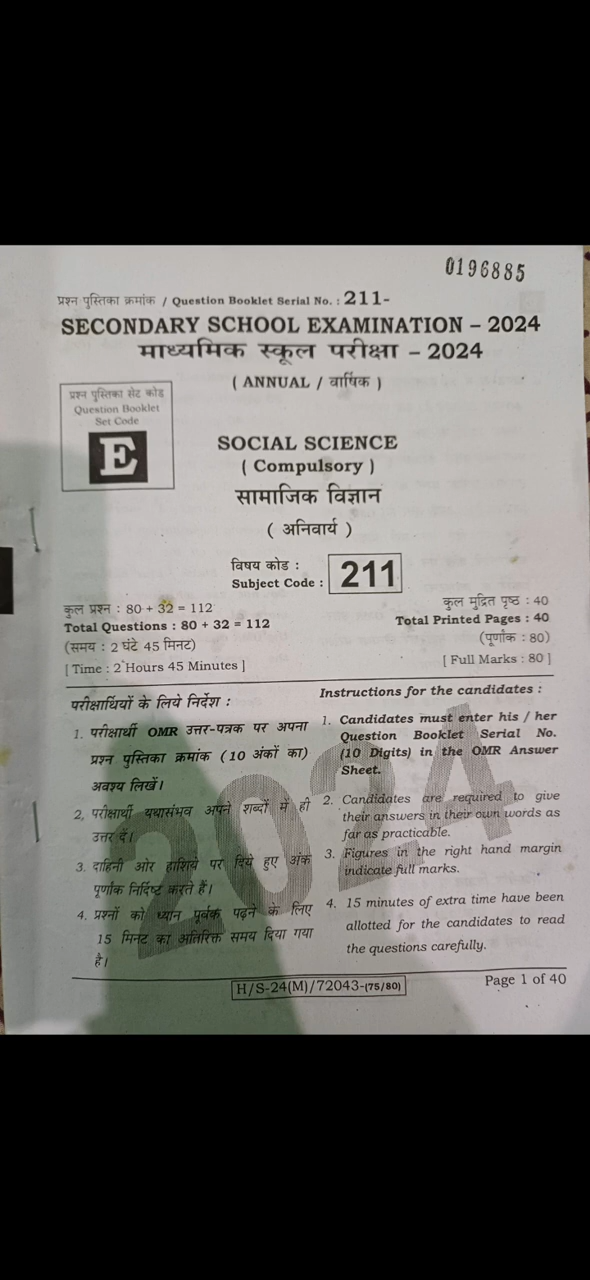 0196885
प्रश्न पुस्तिका क्रमांक / Question Booklet Serial No. : 211-
SECONDARY SCHOOL EXAMINATION – 2024
माध्यमिक स्कूल परीक्षा – 2024
( ANNUAL / वार्षिक )
प्रश्न पुस्तिका सेट कोड
Question Booklet
Set Code
E
SOCIAL SCIENCE
( Compulsory )
सामाजिक विज्ञान
( अनिवार्य )
विषय कोड :
Subject Code :
211
कुल प्रश्न : 80 + 32 = 112
Total Questions : 80 + 32 = 112
(समय : 2 घंटे 45 मिनट)
[ Time : 2 Hours 45 Minutes ]
कुल मुद्रित पृष्ठ : 40
Total Printed Pages : 40
(पूर्णांक : 80)
[ Full Marks : 80 ]
परीक्षार्थियों के लिये निर्देश :
1. परीक्षार्थी OMR उत्तर-पत्रक पर अपना
प्रश्न पुस्तिका क्रमांक (10 अंकों का)
अवश्य लिखें।
2. परीक्षार्थी यथासंभव अपने शब्दों में ही
उत्तर दें।
3. दाहिनी ओर हाशिये पर दिये हुए अंक
पूर्णांक निर्दिष्ट करते हैं।
4. प्रश्नों को ध्यान पूर्वक पढ़ने के लिए
15 मिनट का अतिरिक्त समय दिया गया
है।
Instructions for the candidates :
1. Candidates must enter his / her
Question Booklet Serial No.
(10 Digits) in the OMR Answer
Sheet.
2. Candidates are required to give
their answers in their own words as
far as practicable.
3. Figures in the right hand margin
indicate full marks.
4. 15 minutes of extra time have been
allotted for the candidates to read
the questions carefully.
2024
H/S-24(M)/72043-(75/80)
Page 1 of 40